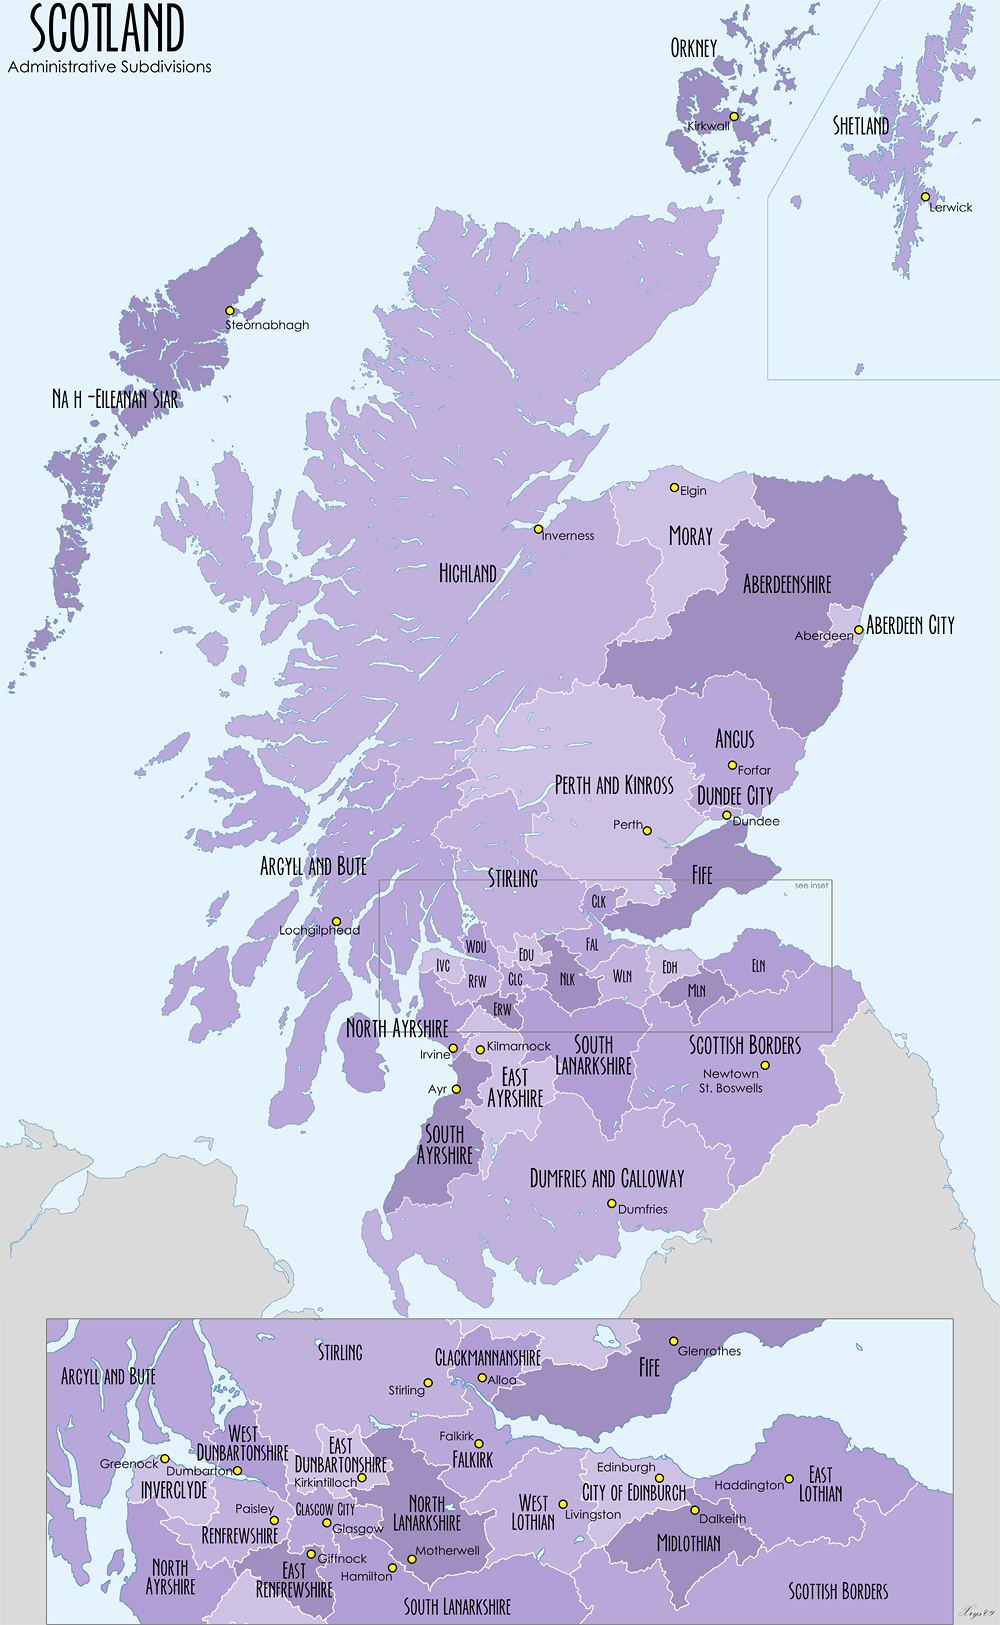 SCOTLAND
Administrative Subdivisions
ORKNEY
Kirkwall
SHETLAND
Lerwick
Steòrnabhagh
NA H -EILEANAN SIAR
Elgin
MORAY
Inverness
HIGHLAND
ABERDEENSHIRE
ABERDEEN CITY
Aberdeen
ANGUS
Forfar
PERTH AND KINROSS
DUNDEE CITY
Dundee
Perth
ARGYLL AND BUTE
STIRLING
FIFE
see inset
CLK
Lochgilphead
WDU
EDU
FAL
IVC
RFW
GLC
NLK
WLN
EDH
ELN
MLN
ERW
NORTH AYRSHIRE
Irvine
Kilmarnock
SOUTH
LANARKSHIRE
SCOTTISH BORDERS
Newtown
St. Boswells
Ayr
EAST
AYRSHIRE
SOUTH
AYRSHIRE
DUMFRIES AND GALLOWAY
Dumfries
STIRLING
CLACKMANNANSHIRE
Glenrothes
FIFE
ARGYLL AND BUTE
Stirling
Alloa
WEST
DUNBARTONSHIRE
EAST
DUNBARTONSHIRE
Falkirk
FALKIRK
Greenock
Dumbarton
Kirkintilloch
Edinburgh
CITY OF EDINBURGH
Haddington
EAST
LOTHIAN
INVERCLYDE
Paisley
RENFREWSHIRE
GLASGOW CITY
Glasgow
NORTH
LANARKSHIRE
WEST
LOTHIAN
Livingston
Dalkeith
MIDLOTHIAN
Giffnock
Motherwell
Hamilton
NORTH
AYRSHIRE
EAST
RENFREWSHIRE
SOUTH LANARKSHIRE
SCOTTISH BORDERS